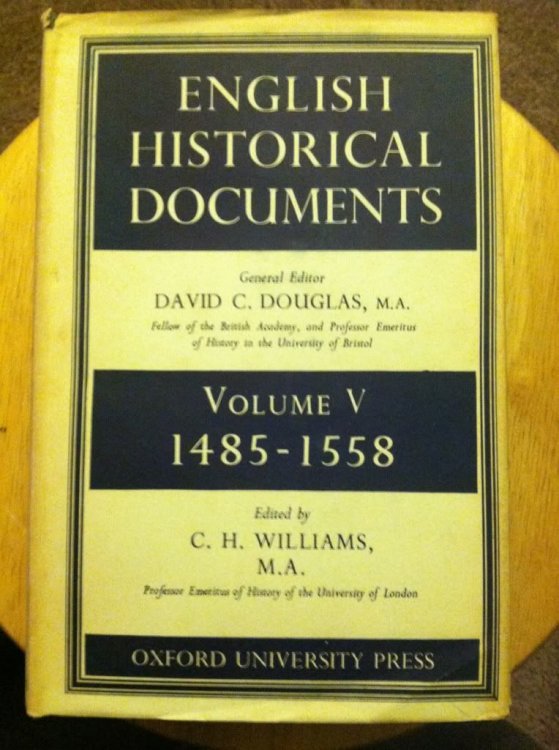 ENGLISH
HISTORICAL
DOCUMENTS
General Editor
DAVID C. DOUGLAS, M.A.
Fellow of the British Academy, and Professor Emeritus
of History in the University of Bristol
VOLUME V
1485-1558
Edited by
C. H. WILLIAMS,
M.A.
Professor Emeritus of History of the University of London
OXFORD UNIVERSITY PRESS